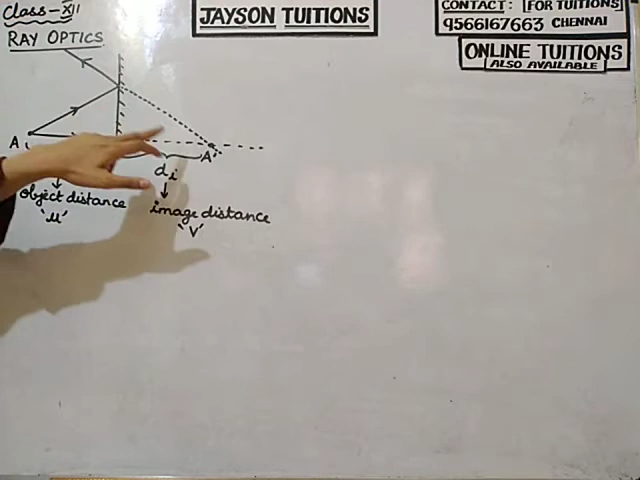 Class-XII
RAY OPTICS
JAYSON TUITIONS
CONTACT: [FOR TUITIONS]
9566167663 CHENNAI
ONLINE TUITIONS
ALSO AVAILABLE
A
A'
di
object distance
'u'
image distance
'V'